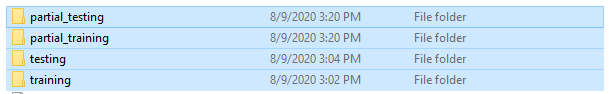 partial_testing 8/9/2020 3:20 PM File folder
partial_training 8/9/2020 3:20 PM File folder
testing 8/9/2020 3:04 PM File folder
training 8/9/2020 3:02 PM File folder